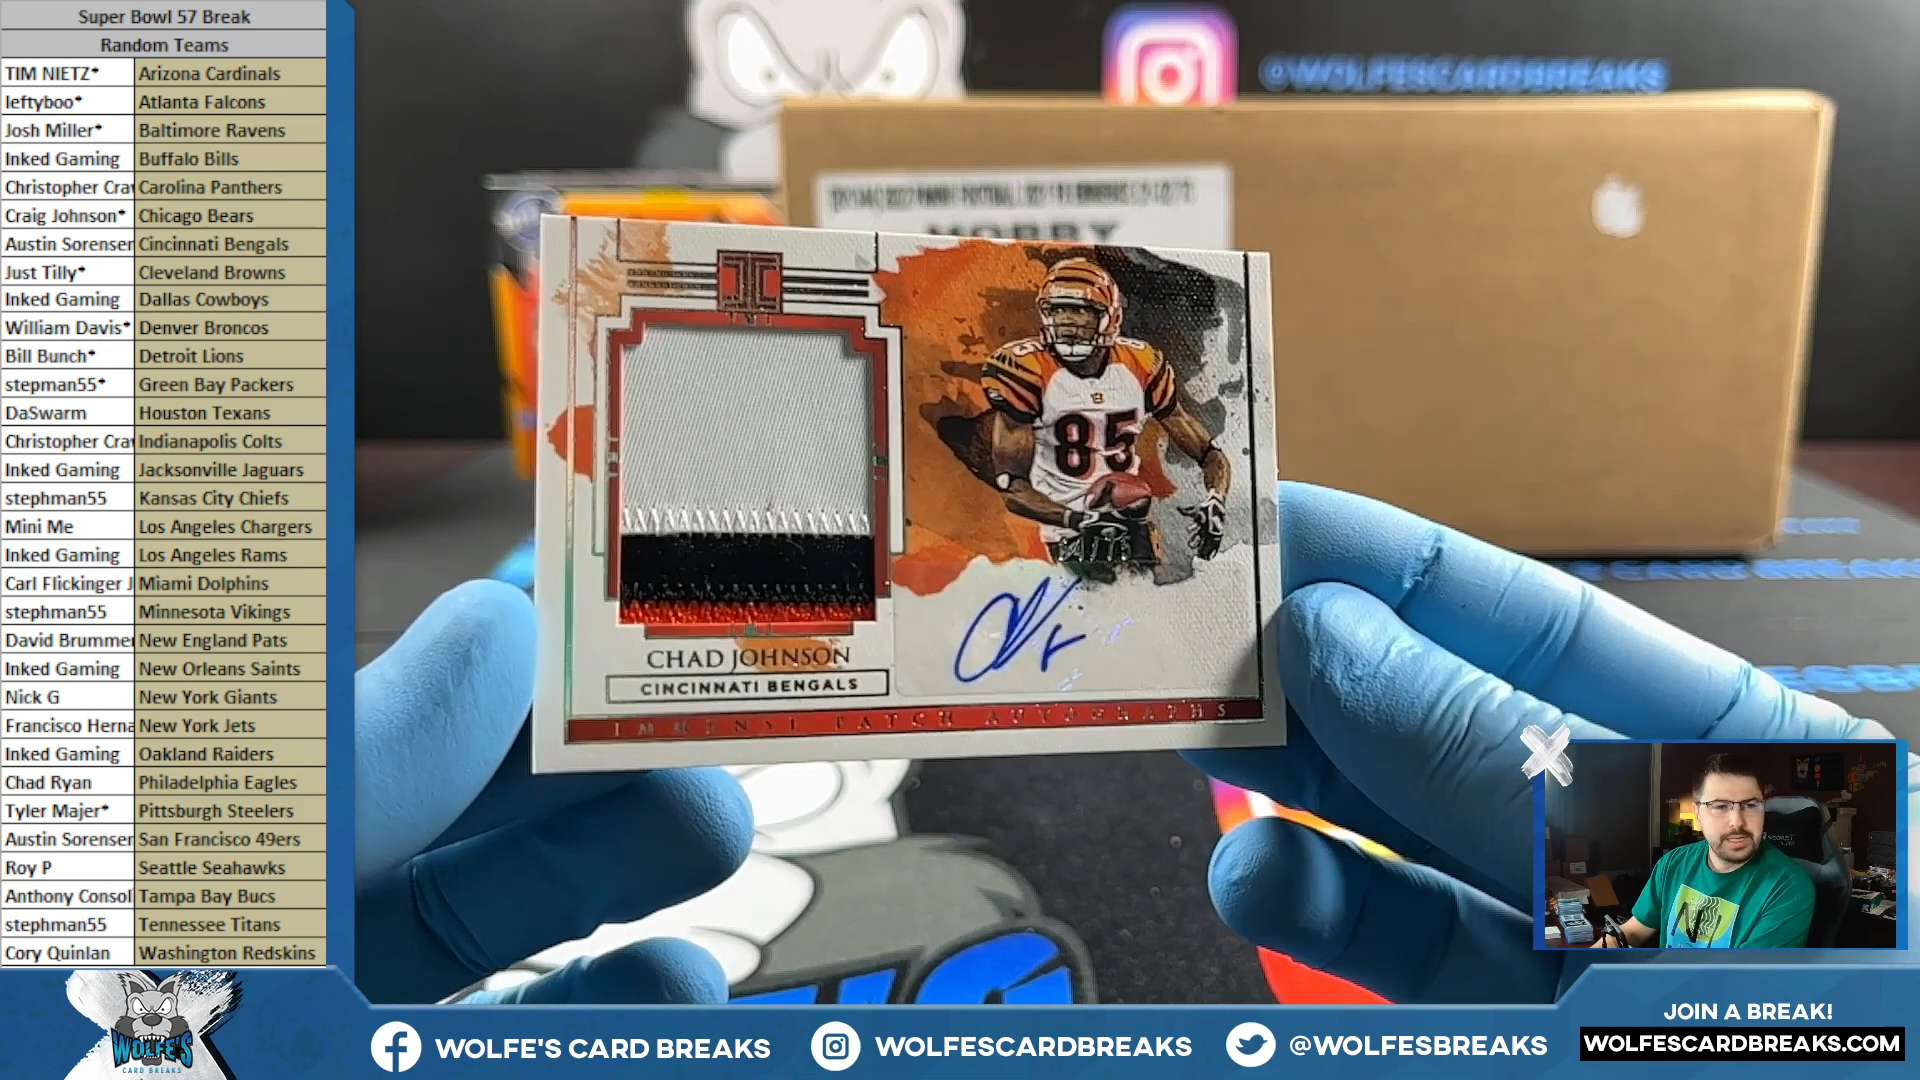 Super Bowl 57 Break
Random Teams
TIM NIETZ* Arizona Cardinals
leftyboo* Atlanta Falcons
Josh Miller* Baltimore Ravens
Inked Gaming Buffalo Bills
Christopher Cra Carolina Panthers
Craig Johnson* Chicago Bears
Austin Sorenser Cincinnati Bengals
Just Tilly* Cleveland Browns
Inked Gaming Dallas Cowboys
William Davis* Denver Broncos
Bill Bunch* Detroit Lions
stepman55* Green Bay Packers
DaSwarm Houston Texans
Christopher Cra Indianapolis Colts
Inked Gaming Jacksonville Jaguars
stephman55 Kansas City Chiefs
Mini Me Los Angeles Chargers
Inked Gaming Los Angeles Rams
Carl Flickinger J Miami Dolphins
stephman55 Minnesota Vikings
David Brummer New England Pats
Inked Gaming New Orleans Saints
Nick G New York Giants
Francisco Herna New York Jets
Inked Gaming Oakland Raiders
Chad Ryan Philadelphia Eagles
Tyler Majer* Pittsburgh Steelers
Austin Sorenser San Francisco 49ers
Roy P Seattle Seahawks
Anthony Consol Tampa Bay Bucs
stephman55 Tennessee Titans
Cory Quinlan Washington Redskins
@WOLFESCARDBREAKS
HOBBY
85
85
CHAD JOHNSON
CINCINNATI BENGALS
IMMENSE PATCH AUTOGRAPHS
WOLFE'S
CARD BREAKS
WOLFE'S CARD BREAKS
WOLFESCARDBREAKS
@WOLFESBREAKS
JOIN A BREAK!
WOLFESCARDBREAKS.COM